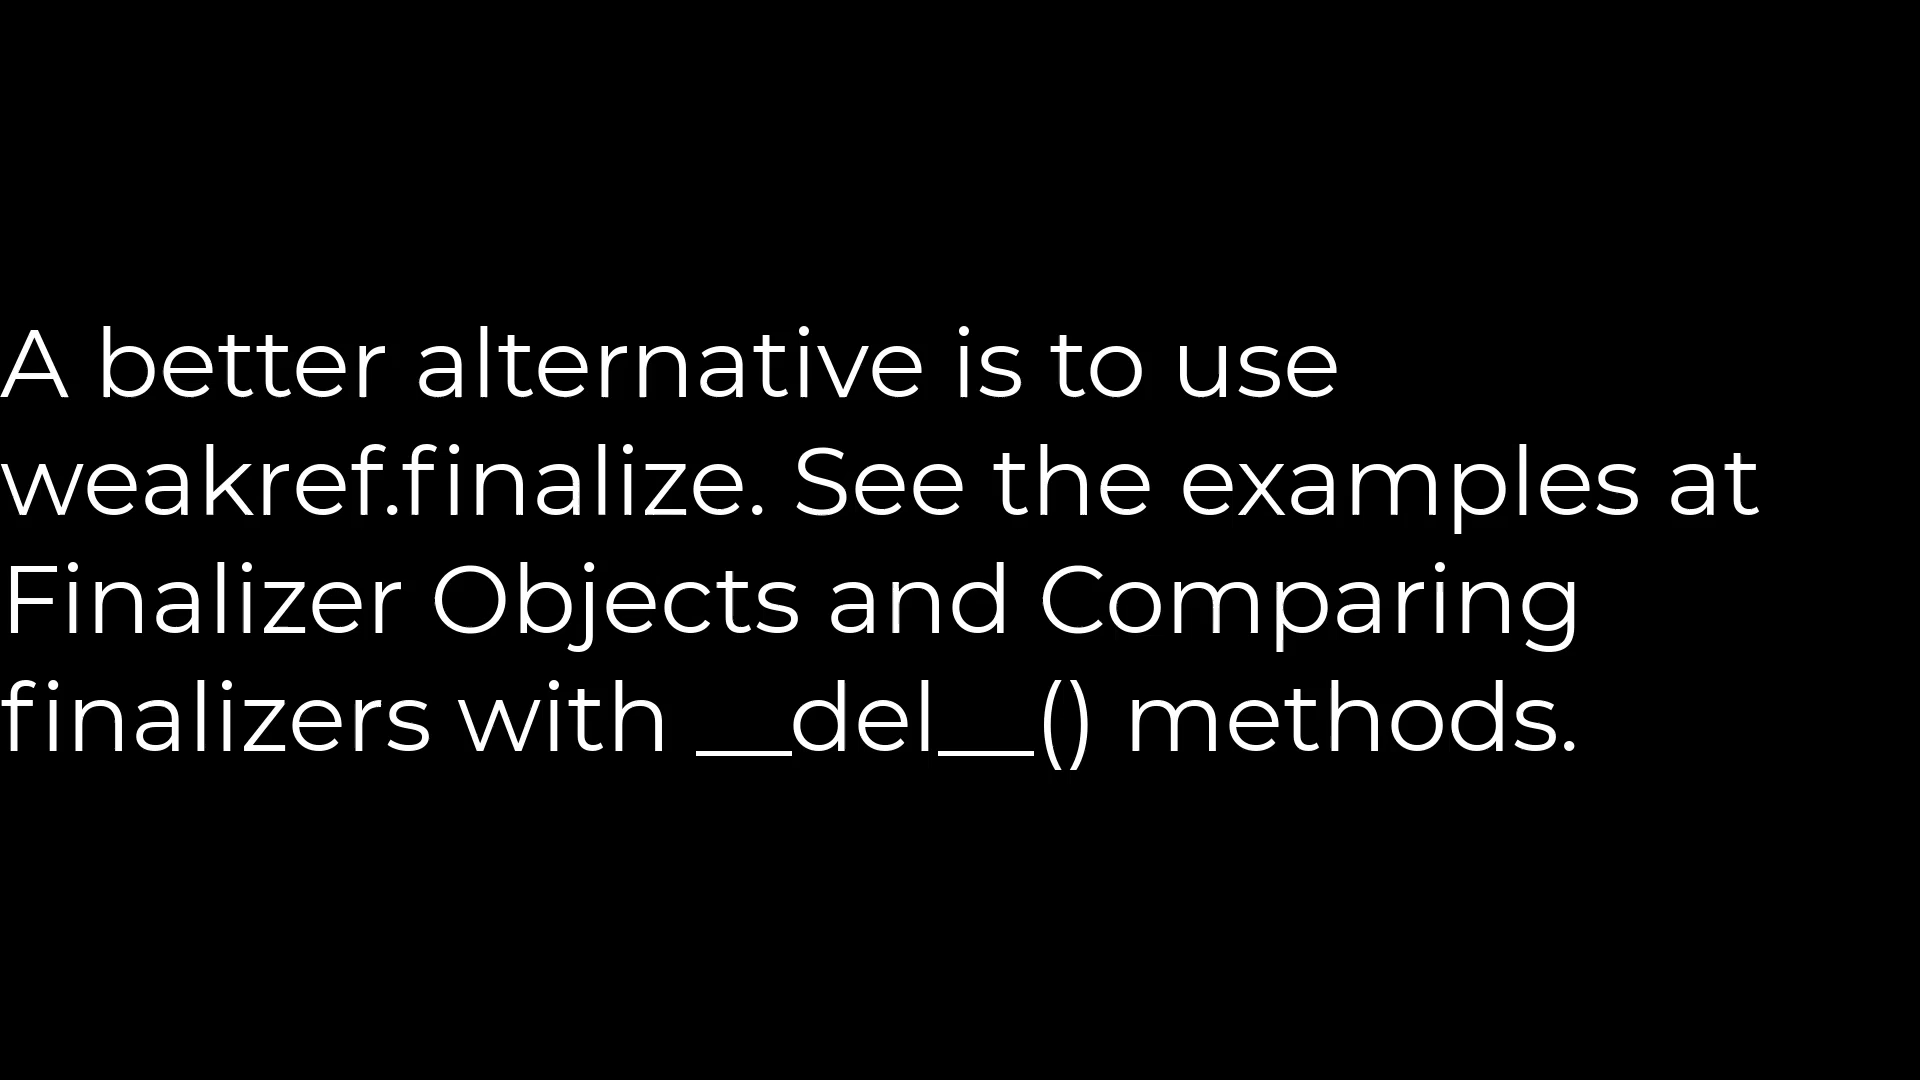 A better alternative is to use
weakref.finalize. See the examples at
Finalizer Objects and Comparing
finalizers with __del__() methods.